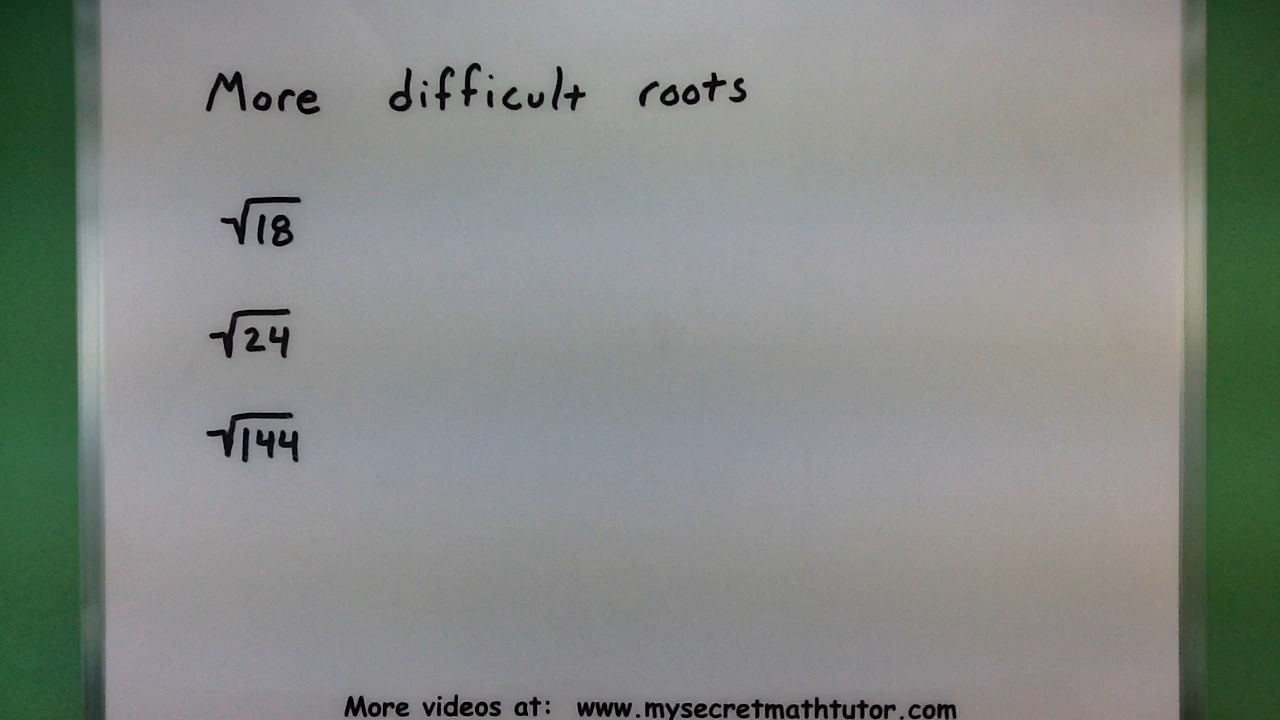 More difficult roots
√18
√24
√144
More videos at: www.mysecretmathtutor.com